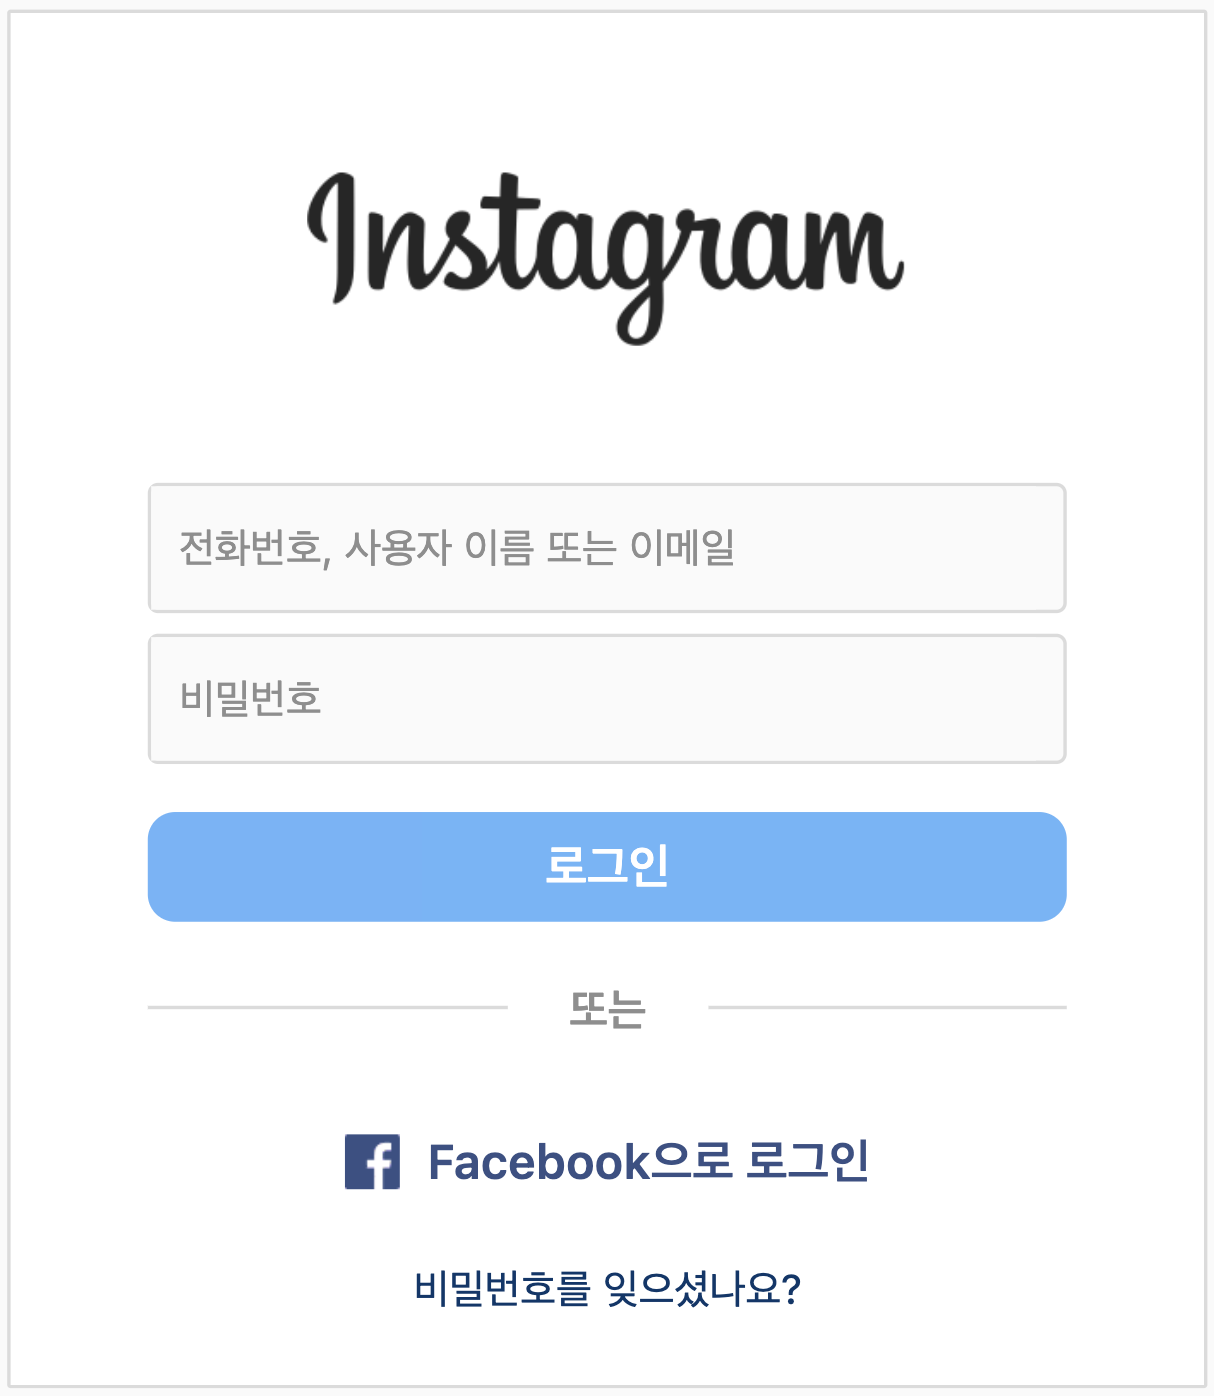 Instagram
전화번호, 사용자 이름 또는 이메일
비밀번호
로그인
또는
Facebook으로 로그인
비밀번호를 잊으셨나요?